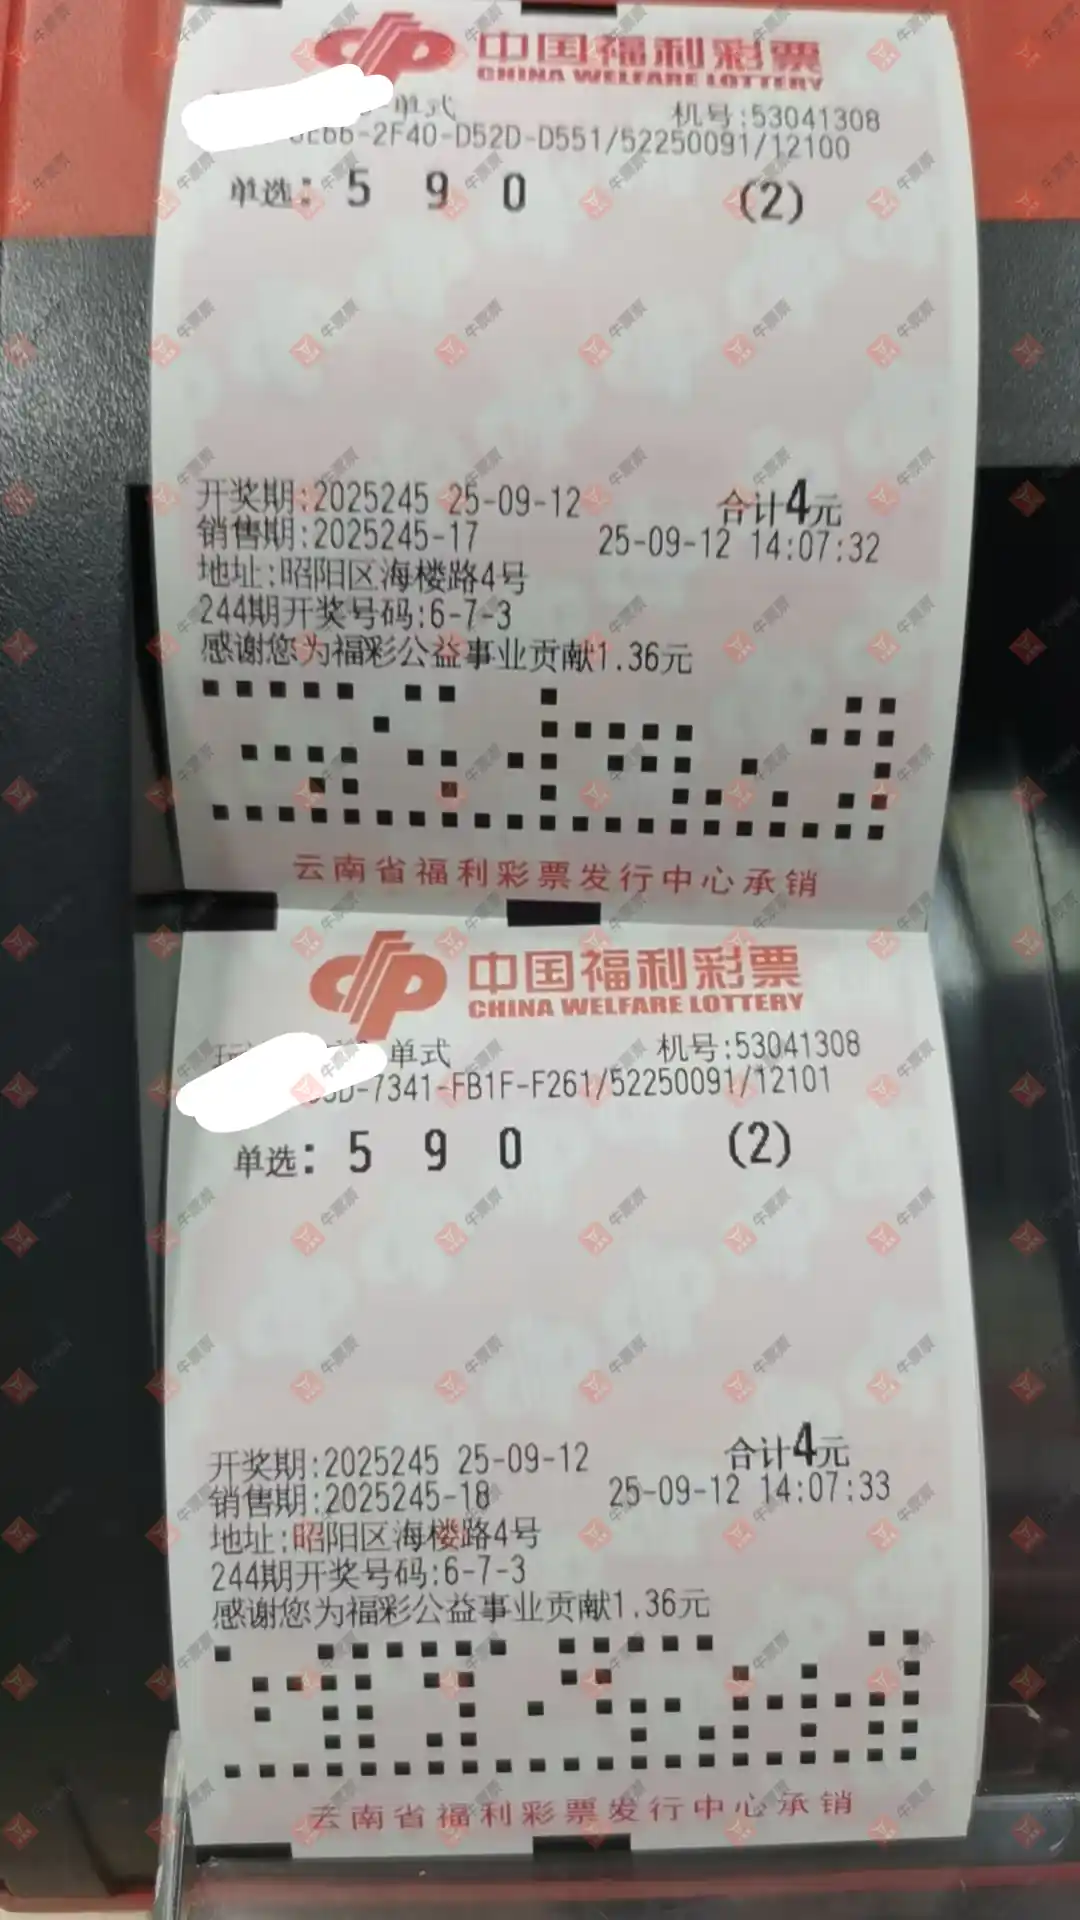 中国福利彩票
CHINA WELFARE LOTTERY
单式 机号:53041308
-2F40-D52D-D551/52250091/12100
单选: 5 9 0 (2)
开奖期:2025245 25-09-12 合计4元
销售期:2025245-17 25-09-12 14:07:32
地址:昭阳区海楼路4号
244期开奖号码:6-7-3
感谢您为福彩公益事业贡献1.36元
云南省福利彩票发行中心承销
中国福利彩票
CHINA WELFARE LOTTERY
单式 机号:53041308
-7341-FB1F-F261/52250091/12101
单选: 5 9 0 (2)
开奖期:2025245 25-09-12 合计4元
销售期:2025245-18 25-09-12 14:07:33
地址:昭阳区海楼路4号
244期开奖号码:6-7-3
感谢您为福彩公益事业贡献1.36元
云南省福利彩票发行中心承销
牛票票